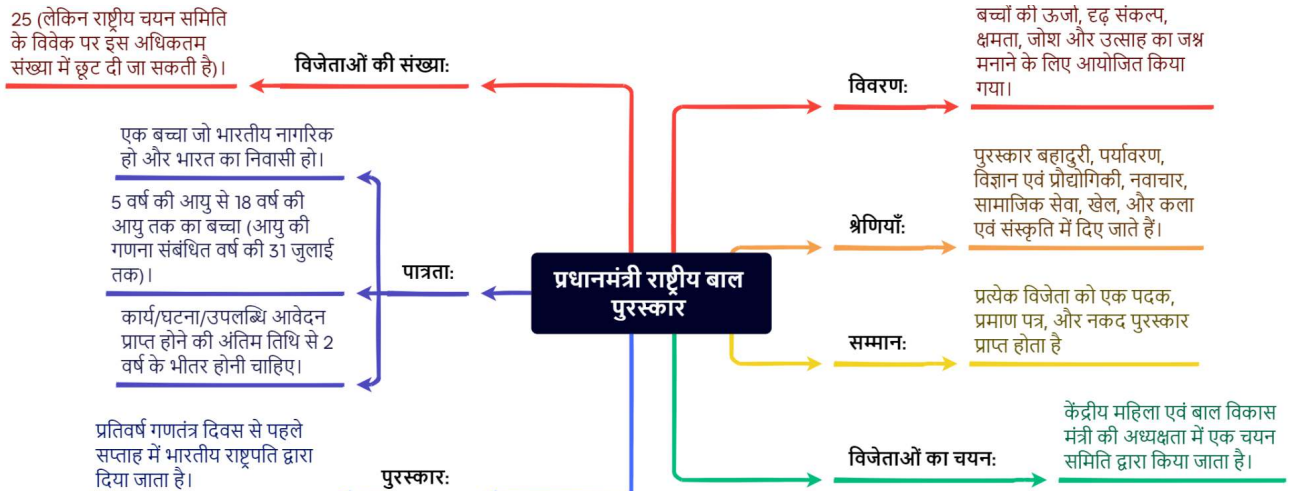 25 (लेकिन राष्ट्रीय चयन समिति
के विवेक पर इस अधिकतम
संख्या में छूट दी जा सकती है)।
विजेताओं की संख्या:
एक बच्चा जो भारतीय नागरिक
हो और भारत का निवासी हो।
5 वर्ष की आयु से 18 वर्ष की
आयु तक का बच्चा (आयु की
गणना संबंधित वर्ष की 31 जुलाई
तक)।
पात्रता:
कार्य/घटना/उपलब्धि आवेदन
प्राप्त होने की अंतिम तिथि से 2
वर्ष के भीतर होनी चाहिए।
प्रतिवर्ष गणतंत्र दिवस से पहले
सप्ताह में भारतीय राष्ट्रपति द्वारा
दिया जाता है।
पुरस्कार:
प्रधानमंत्री राष्ट्रीय बाल
पुरस्कार
बच्चों की ऊर्जा, दृढ़ संकल्प,
क्षमता, जोश और उत्साह का जश्न
मनाने के लिए आयोजित किया
गया।
विवरण:
पुरस्कार बहादुरी, पर्यावरण,
विज्ञान एवं प्रौद्योगिकी, नवाचार,
सामाजिक सेवा, खेल, और कला
एवं संस्कृति में दिए जाते हैं।
श्रेणियाँ:
प्रत्येक विजेता को एक पदक,
प्रमाण पत्र, और नकद पुरस्कार
प्राप्त होता है
सम्मान:
केंद्रीय महिला एवं बाल विकास
मंत्री की अध्यक्षता में एक चयन
समिति द्वारा किया जाता है।
विजेताओं का चयन: